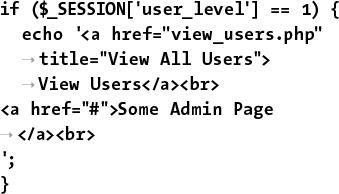 if ($_SESSION['user_level'] == 1) {
echo '<a href="view_users.php"
→ title="View All Users">
→ View Users</a><br>
<a href="#">Some Admin Page
→ </a><br>
';
}